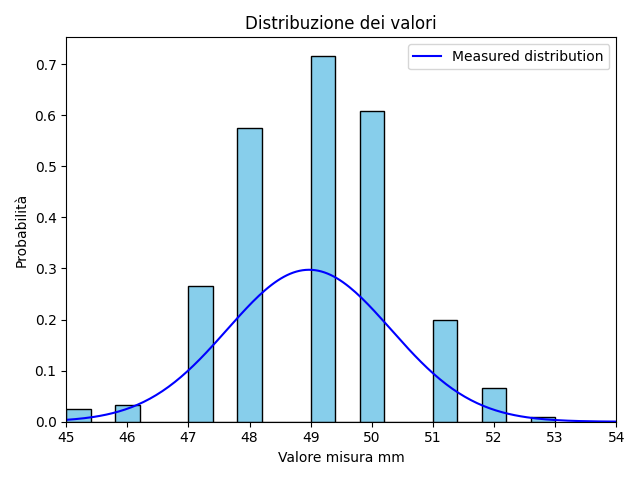 Distribuzione dei valori
Measured distribution
Probabilità
0.7
0.6
0.5
0.4
0.3
0.2
0.1
0.0
45 46 47 48 49 50 51 52 53 54
Valore misura mm